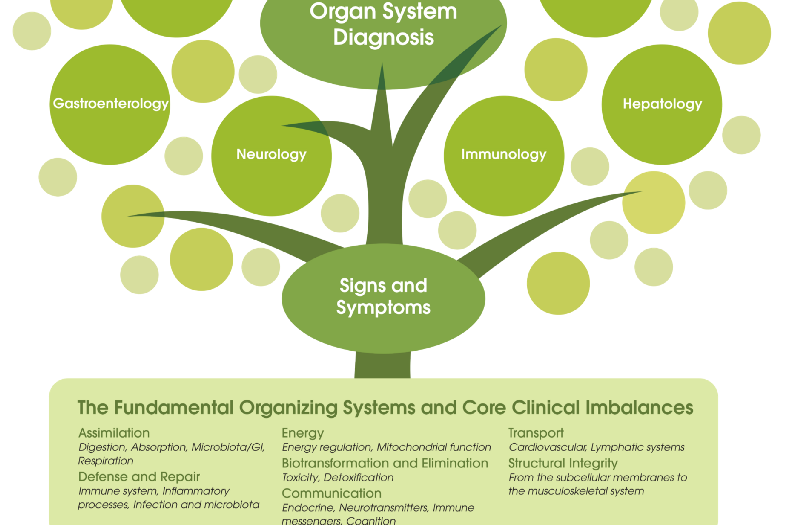 Organ System
Diagnosis
Gastroenterology
Hepatology
Neurology
Immunology
Signs and
Symptoms
The Fundamental Organizing Systems and Core Clinical Imbalances
Assimilation
Digestion, Absorption, Microbiota/GI,
Respiration
Defense and Repair
Immune system, Inflammatory
processes, infection and microbiota
Energy
Energy regulation, Mitochondrial function
Biotransformation and Elimination
Toxicity, Detoxification
Communication
Endocrine, Neurotransmitters, Immune
messengers, Cognition
Transport
Cardiovascular, Lymphatic systems
Structural Integrity
From the subcellular membranes to
the musculoskeletal system